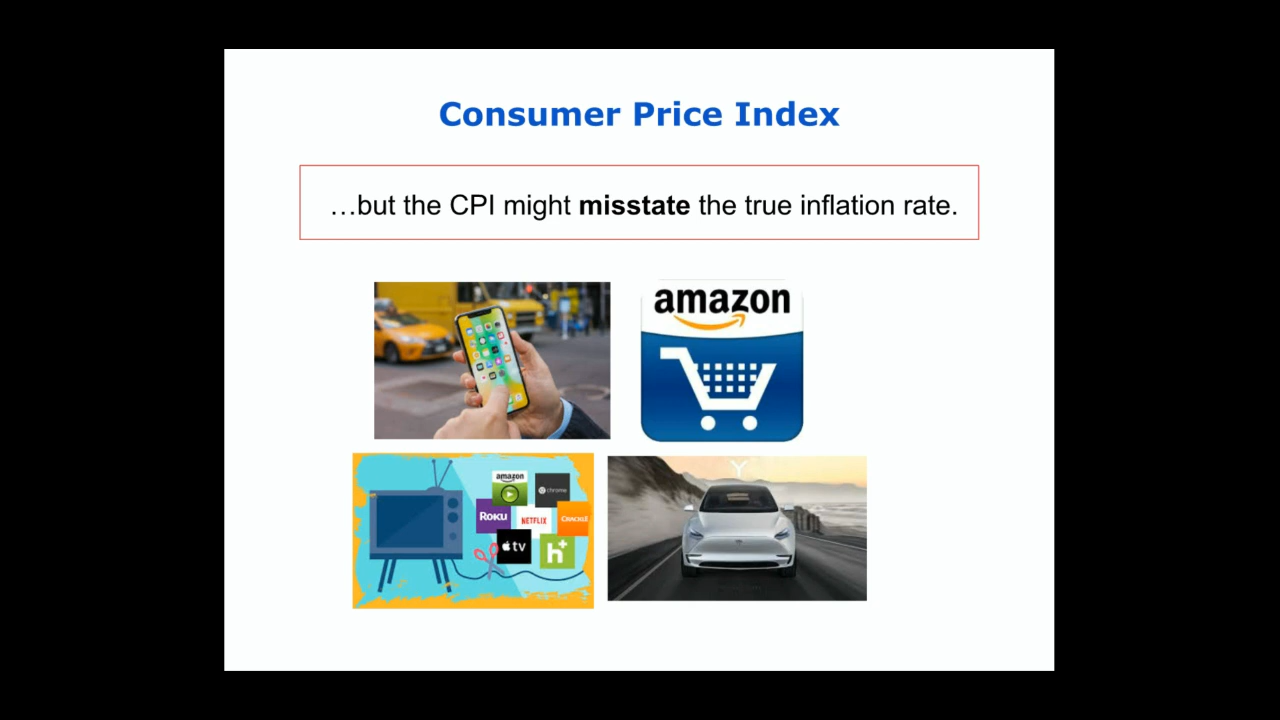 Consumer Price Index
…but the CPI might misstate the true inflation rate.
amazon
amazon
chrome
ROKU
NETFLIX
CRACKLE
tv
h+
Y